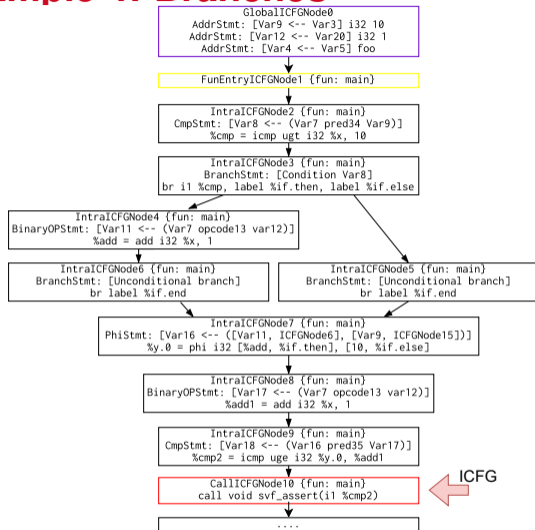 GlobalICFGNode0
AddrStmt: [Var9 <-- Var3] i32 10
AddrStmt: [Var12 <-- Var20] i32 1
AddrStmt: [Var4 <-- Var5] foo
FunEntryICFGNode1 {fun: main}
IntraICFGNode2 {fun: main}
CmpStmt: [Var8 <-- (Var7 pred34 Var9)]
%cmp = icmp ugt i32 %x, 10
IntraICFGNode3 {fun: main}
BranchStmt: [Condition Var8]
br i1 %cmp, label %if.then, label %if.else
IntraICFGNode4 {fun: main}
BinaryOPStmt: [Var11 <-- (Var7 opcode13 var12)]
%add = add i32 %x, 1
IntraICFGNode6 {fun: main}
BranchStmt: [Unconditional branch]
br label %if.end
IntraICFGNode5 {fun: main}
BranchStmt: [Unconditional branch]
br label %if.end
IntraICFGNode7 {fun: main}
PhiStmt: [Var16 <-- ([Var11, ICFGNode6], [Var9, ICFGNode15])]
%y.0 = phi i32 [%add, %if.then], [10, %if.else]
IntraICFGNode8 {fun: main}
BinaryOPStmt: [Var17 <-- (Var7 opcode13 var12)]
%add1 = add i32 %x, 1
IntraICFGNode9 {fun: main}
CmpStmt: [Var18 <-- (Var16 pred35 Var17)]
%cmp2 = icmp uge i32 %y.0, %add1
CallICFGNode10 {fun: main}
call void svf_assert(i1 %cmp2)
ICFG
....